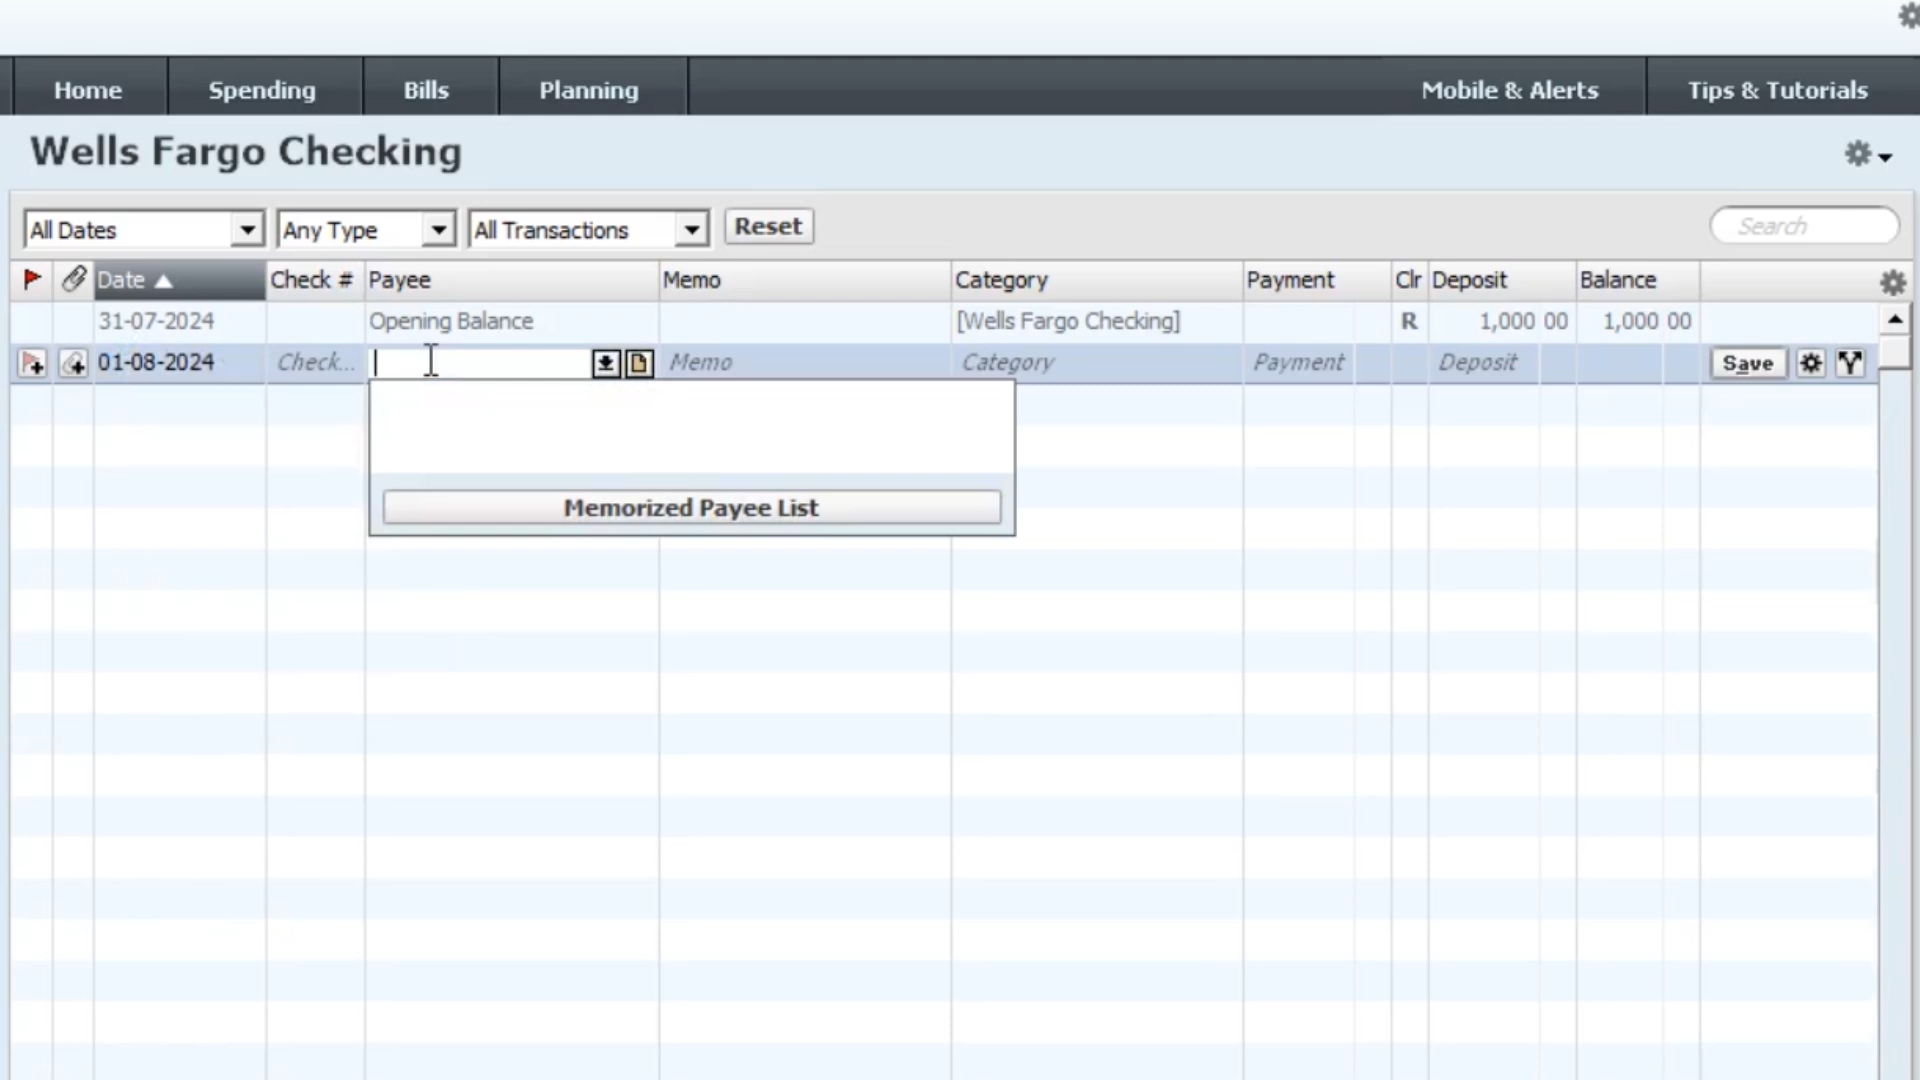 Home Spending Bills Planning Mobile & Alerts Tips & Tutorials
Wells Fargo Checking
All Dates Any Type All Transactions Reset Search
Date Check # Payee Memo Category Payment Clr Deposit Balance
31-07-2024 Opening Balance [Wells Fargo Checking] R 1,000 00 1,000 00
01-08-2024 Check... Memo Category Payment Deposit Save
Memorized Payee List